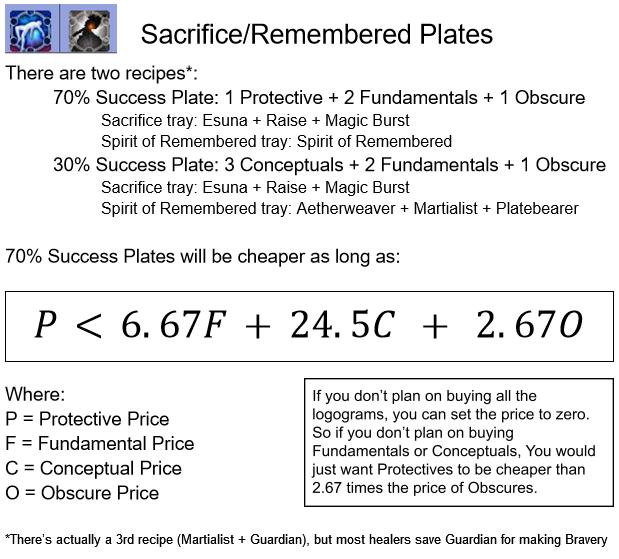 Sacrifice/Remembered Plates
There are two recipes*:
70% Success Plate: 1 Protective + 2 Fundamentals + 1 Obscure
Sacrifice tray: Esuna + Raise + Magic Burst
Spirit of Remembered tray: Spirit of Remembered
30% Success Plate: 3 Conceptuals + 2 Fundamentals + 1 Obscure
Sacrifice tray: Esuna + Raise + Magic Burst
Spirit of Remembered tray: Aetherweaver + Martialist + Platebearer
70% Success Plates will be cheaper as long as:
P < 6.67F + 24.5C + 2.67O
Where:
P = Protective Price
F = Fundamental Price
C = Conceptual Price
O = Obscure Price
If you don't plan on buying all the
logograms, you can set the price to zero.
So if you don't plan on buying
Fundamentals or Conceptuals, You would
just want Protectives to be cheaper than
2.67 times the price of Obscures.
*There's actually a 3rd recipe (Martialist + Guardian), but most healers save Guardian for making Bravery